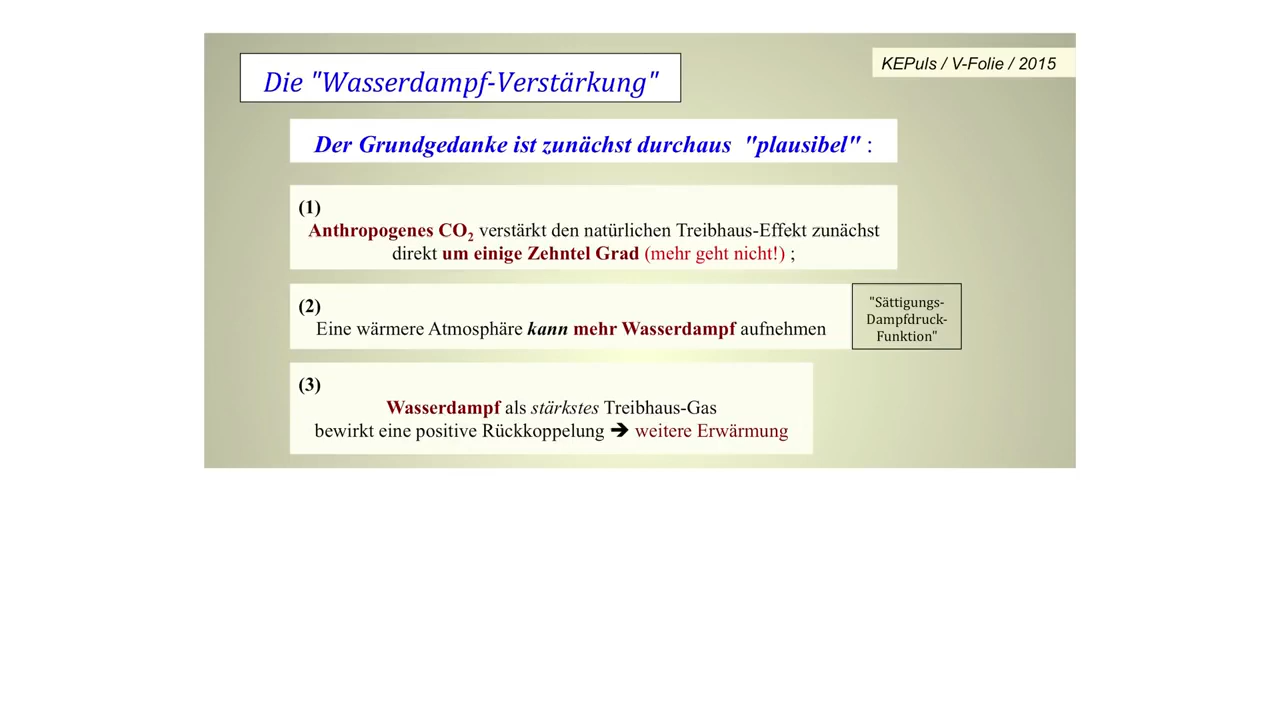 Die "Wasserdampf-Verstärkung"
KEPuls / V-Folie / 2015
Der Grundgedanke ist zunächst durchaus "plausibel" :
(1)
Anthropogenes CO₂ verstärkt den natürlichen Treibhaus-Effekt zunächst
direkt um einige Zehntel Grad (mehr geht nicht!) ;
(2)
Eine wärmere Atmosphäre kann mehr Wasserdampf aufnehmen
"Sättigungs-
Dampfdruck-
Funktion"
(3)
Wasserdampf als stärkstes Treibhaus-Gas
bewirkt eine positive Rückkoppelung ➔ weitere Erwärmung